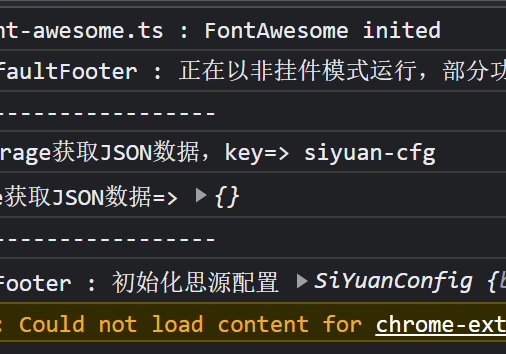 nt-awesome.ts : FontAwesome inited
faultFooter : 正在以非挂件模式运行，部分功
-----------------
rage获取JSON数据，key=> siyuan-cfg
获取JSON数据=> ▶{}
-----------------
Footer : 初始化思源配置 ▶SiYuanConfig {
: Could not load content for chrome-ext